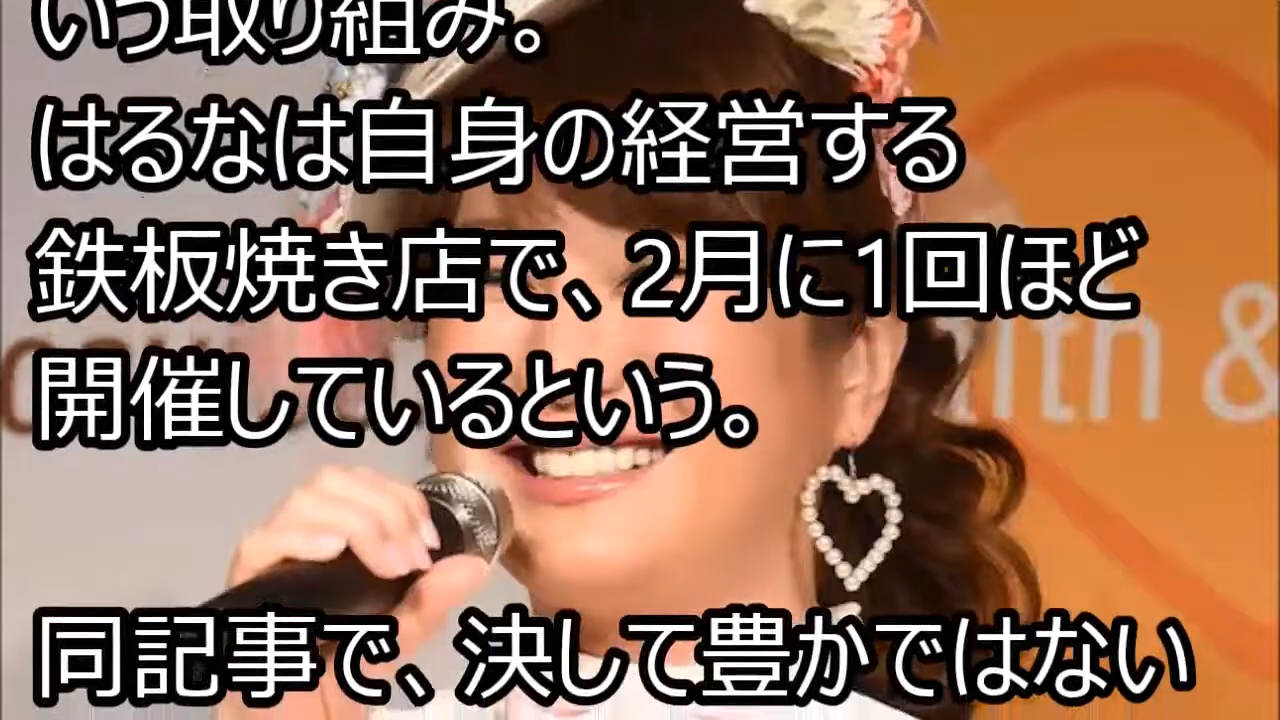 いう取り組み。
はるなは自身の経営する
鉄板焼き店で、2月に1回ほど
開催しているという。
同記事で、決して豊かではない
lth &